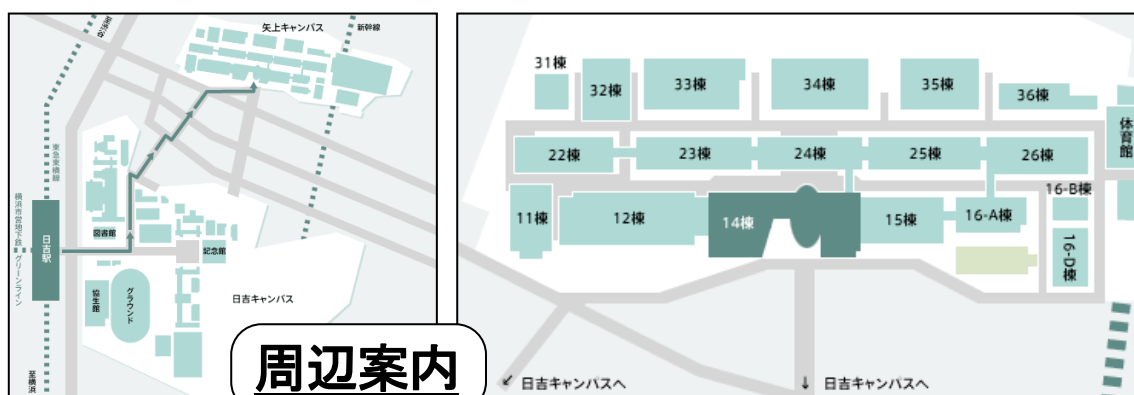 至渋谷
矢上キャンパス
新幹線
東急東横線
横浜市営地下鉄 グリーンライン
日吉駅
図書館
記念館
協生館
グラウンド
日吉キャンパス
至横浜
周辺案内
31棟
32棟
33棟
34棟
35棟
36棟
体育館
22棟
23棟
24棟
25棟
26棟
16-B棟
11棟
12棟
14棟
15棟
16-A棟
16-D棟
↙ 日吉キャンパスへ
↓ 日吉キャンパスへ